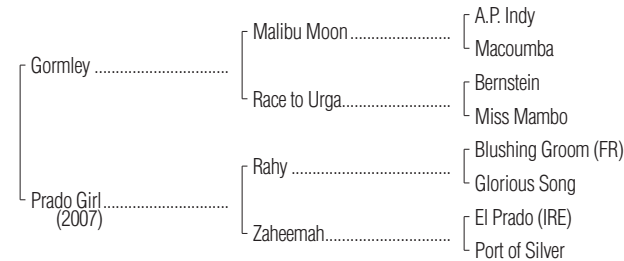 A.P. Indy
Malibu Moon..........................
Macoumba
Gormley ...................................
Bernstein
Race to Urga............................
Miss Mambo
Blushing Groom (FR)
Rahy .........................................
Glorious Song
Prado Girl.................................
(2007)
El Prado (IRE)
Zaheemah.................................
Port of Silver